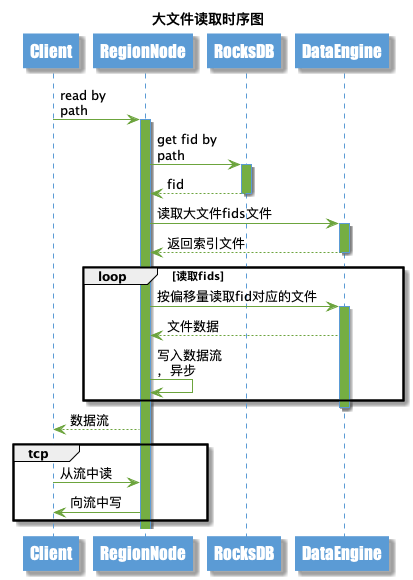 大文件读取时序图
Client RegionNode RocksDB DataEngine
read by
path
get fid by
path
fid
读取大文件fids文件
返回索引文件
loop [读取fids]
按偏移量读取fid对应的文件
文件数据
写入数据流
，异步
数据流
tcp
从流中读
向流中写
Client RegionNode RocksDB DataEngine